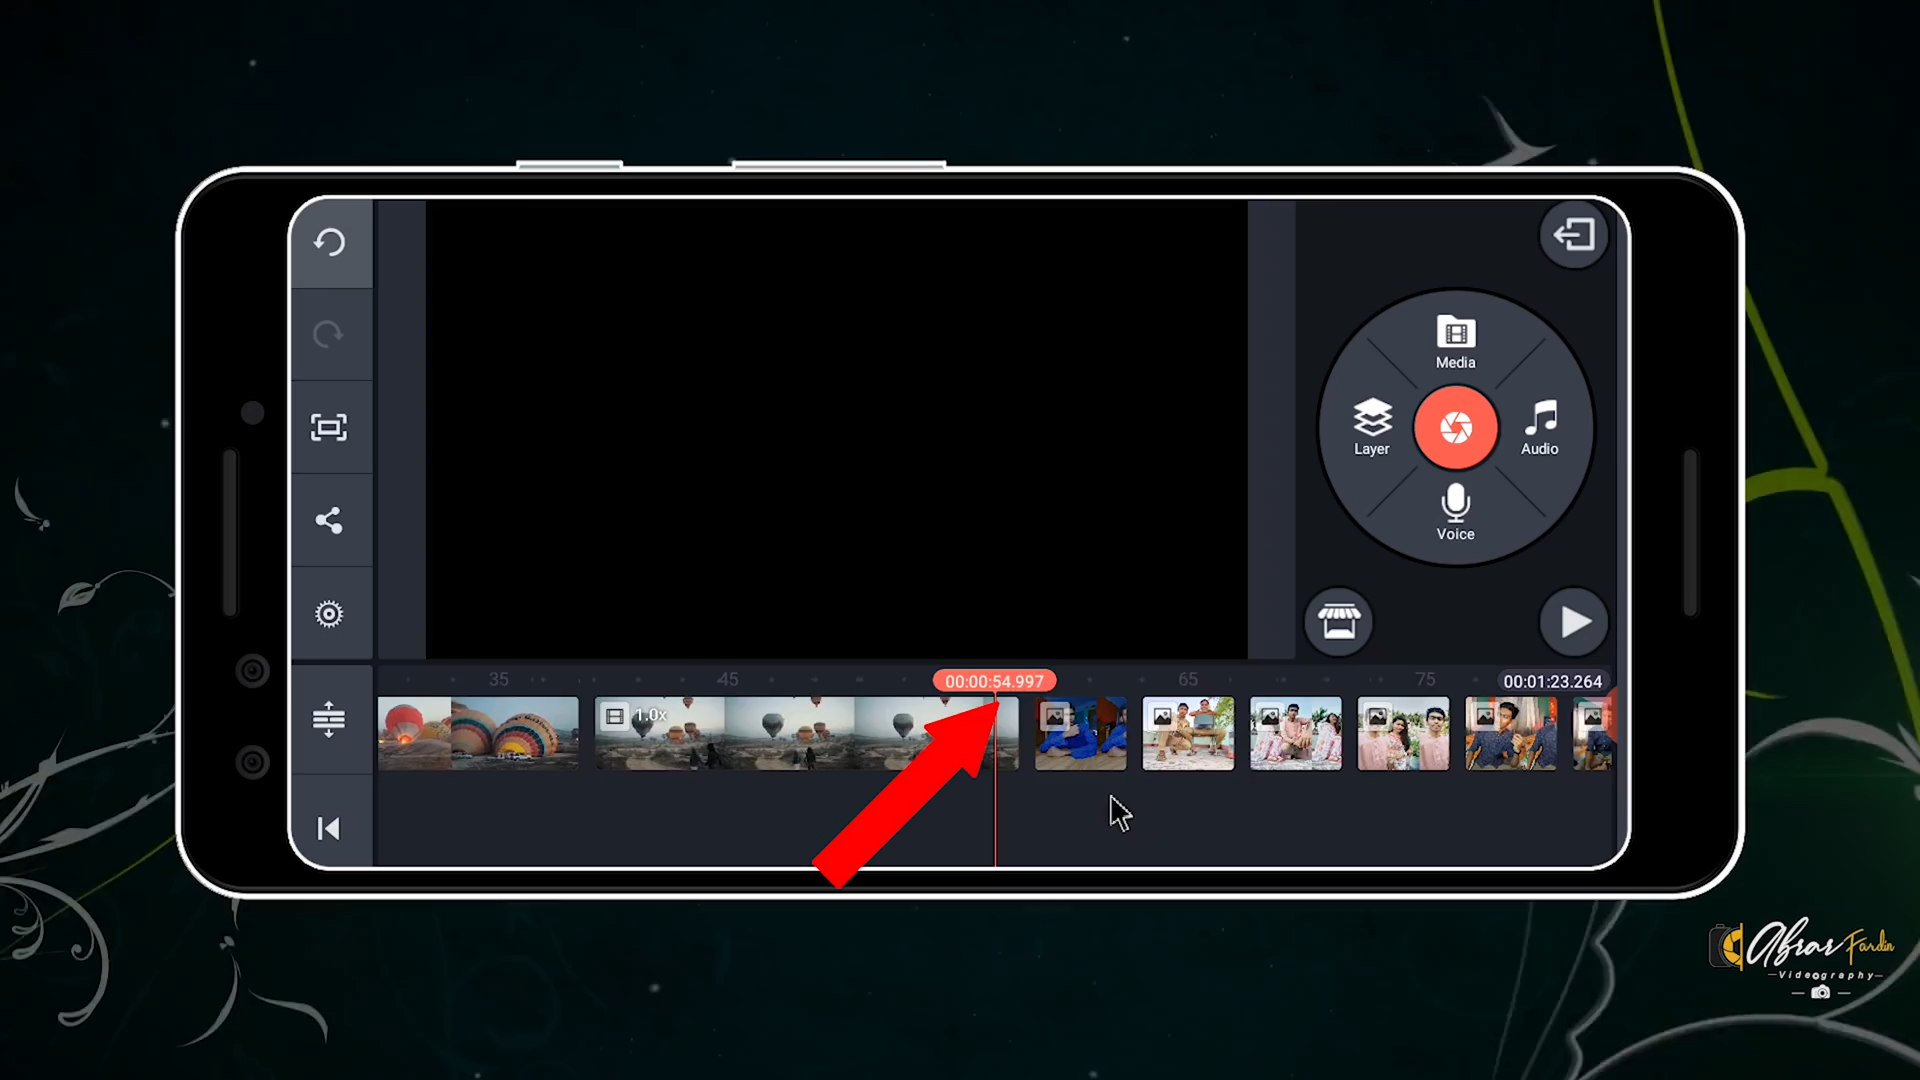 Media
Layer
Audio
Voice
35
45
00:00:54.997
65
75
00:01:23.264
1.0x
Abrar Fardin
Videography